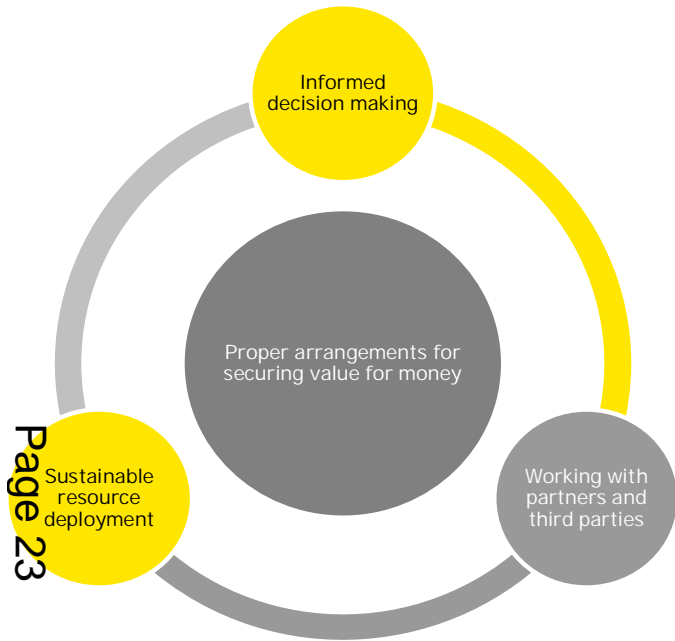 Informed
decision making
Proper arrangements for
securing value for money
Page 23
Sustainable
resource
deployment
Working with
partners and
third parties